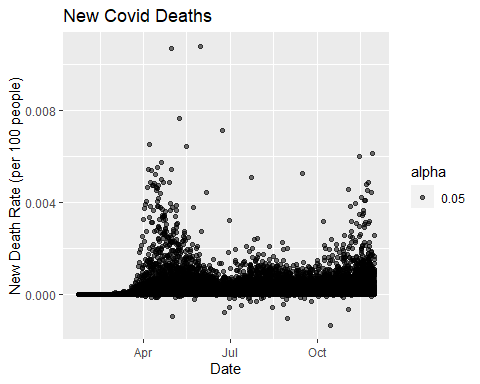 New Covid Deaths
New Death Rate (per 100 people)
0.008
0.004
0.000
Apr
Jul
Oct
Date
alpha
0.05